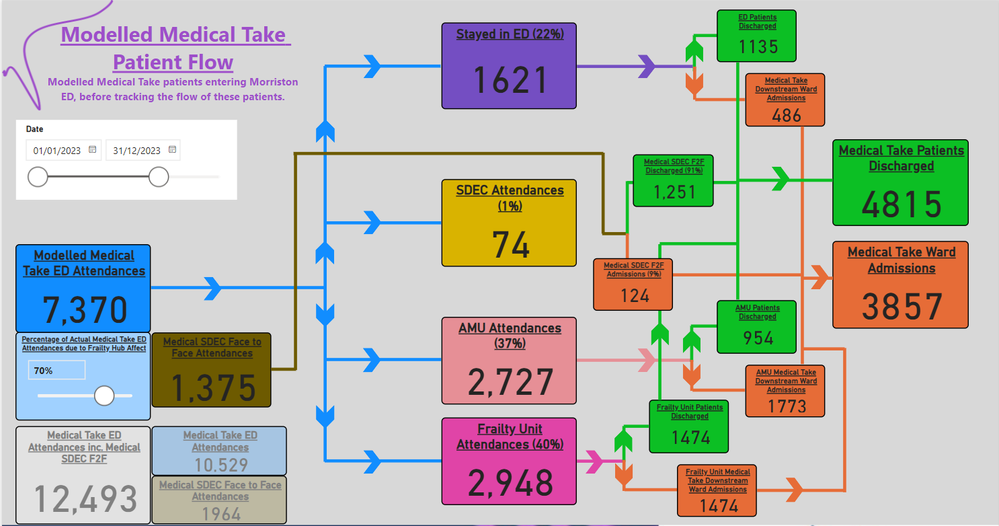 Modelled Medical Take
Patient Flow
Modelled Medical Take patients entering Morriston
ED, before tracking the flow of these patients.
Date
01/01/2023
31/12/2023
Modelled Medical
Take ED Attendances
7,370
Percentage of Actual Medical Take ED
Attendances due to Frailty Hub Affect
70%
Medical SDEC Face to
Face Attendances
1,375
Medical Take ED
Attendances inc. Medical
SDEC F2F
12,493
Medical Take ED
Attendances
10,529
Medical SDEC Face to Face
Attendances
1964
Stayed in ED (22%)
1621
SDEC Attendances
(1%)
74
AMU Attendances
(37%)
2,727
Frailty Unit
Attendances (40%)
2,948
ED Patients
Discharged
1135
Medical Take
Downstream Ward
Admissions
486
Medical SDEC F2F
Discharged (91%)
1,251
Medical SDEC F2F
Admissions (9%)
124
AMU Patients
Discharged
954
AMU Medical Take
Downstream Ward
Admissions
1773
Frailty Unit Patients
Discharged
1474
Frailty Unit Medical
Take Downstream
Ward Admissions
1474
Medical Take Patients
Discharged
4815
Medical Take Ward
Admissions
3857